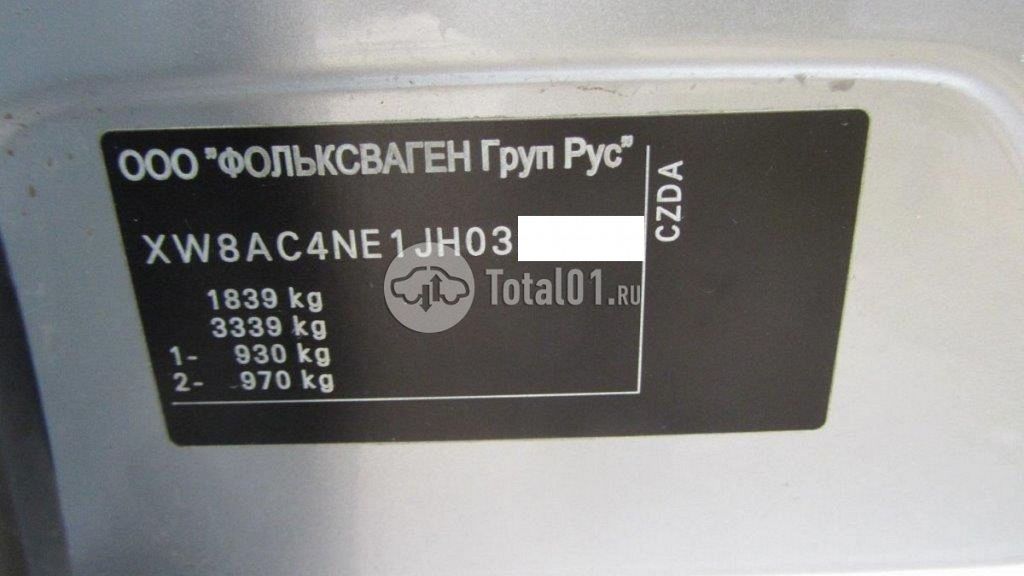 ООО "ФОЛЬКСВАГЕН Груп Рус"
XW8AC4NE1JH03
Total01.RU
1839 kg
3339 kg
1- 930 kg
2- 970 kg
CZDA